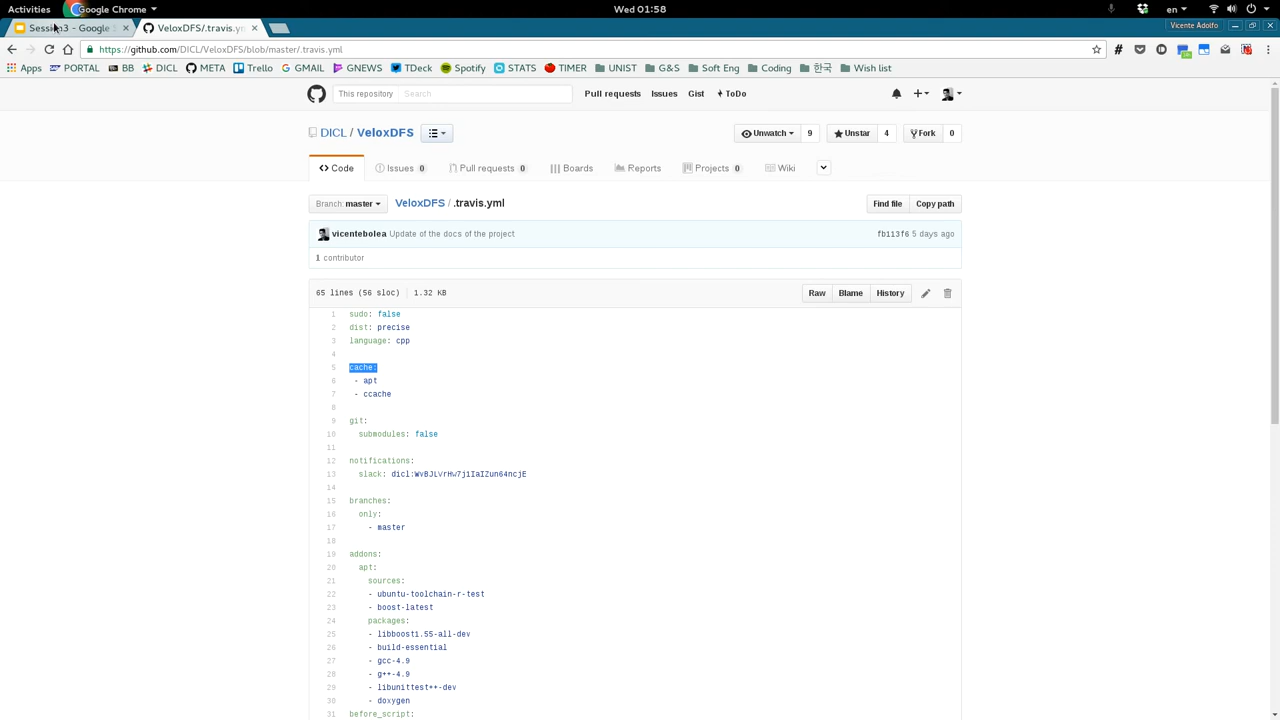 Activities Google Chrome Wed 01:58
Session3 - Google VeloxDFS/.travis.ym Vicente Adolfo
https://github.com/DICL/VeloxDFS/blob/master/.travis.yml
Apps PORTAL BB DICL META Trello GMAIL GNEWS TDeck Spotify STATS TIMER UNIST G&S Soft Eng Coding 한국 Wish list
This repository Search Pull requests Issues Gist ToDo
DICL / VeloxDFS Unwatch 9 Unstar 4 Fork 0
Code Issues 0 Pull requests 0 Boards Reports Projects 0 Wiki
Branch: master VeloxDFS / .travis.yml Find file Copy path
vicentebolea Update of the docs of the project fb113f6 5 days ago
1 contributor
65 lines (56 sloc) 1.32 KB Raw Blame History
1 sudo: false
2 dist: precise
3 language: cpp
4
5 cache:
6 - apt
7 - ccache
8
9 git:
10 submodules: false
11
12 notifications:
13 slack:
14
15 branches:
16 only:
17 - master
18
19 addons:
20 apt:
21 sources:
22 - ubuntu-toolchain-r-test
23 - boost-latest
24 packages:
25 - libboost1.55-all-dev
26 - build-essential
27 - gcc-4.9
28 - g++-4.9
29 - libunittest++-dev
30 - doxygen
31 before_script: